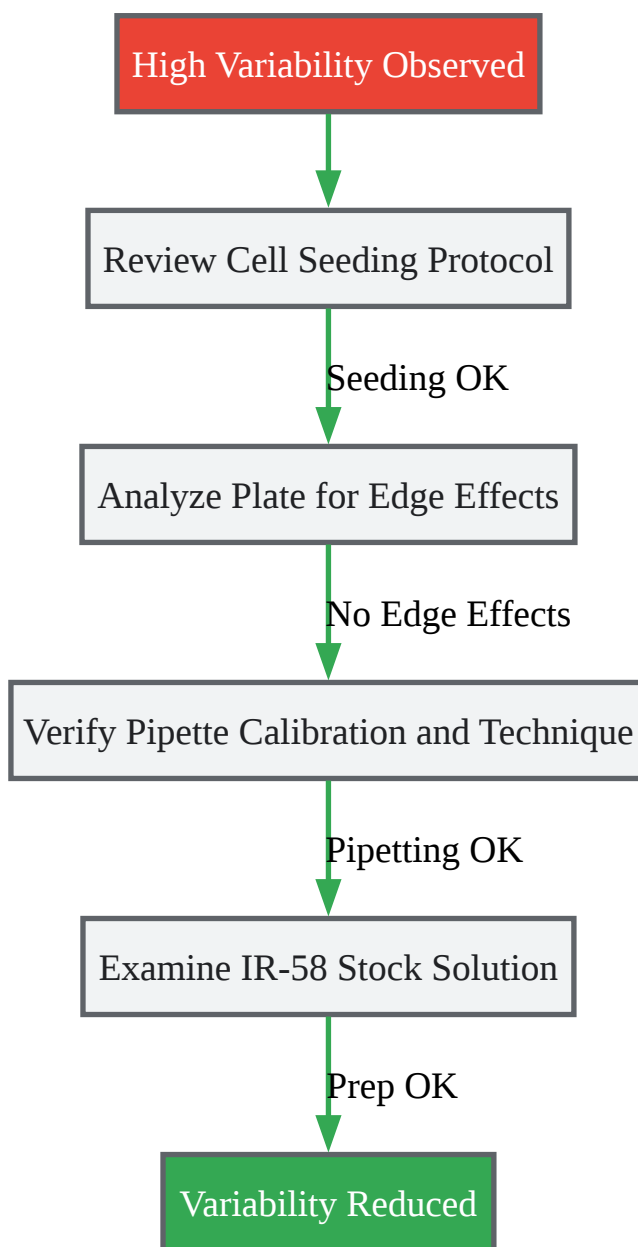 High Variability Observed
Review Cell Seeding Protocol
Seeding OK
Analyze Plate for Edge Effects
No Edge Effects
Verify Pipette Calibration and Technique
Pipetting OK
Examine IR-58 Stock Solution
Prep OK
Variability Reduced